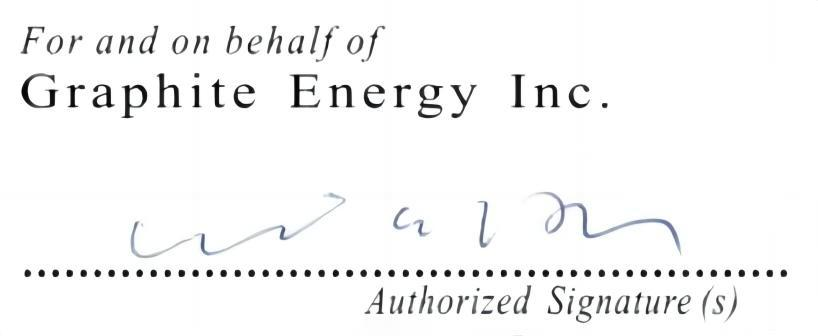 For and on behalf of
Graphite Energy Inc.
Authorized Signature (s)